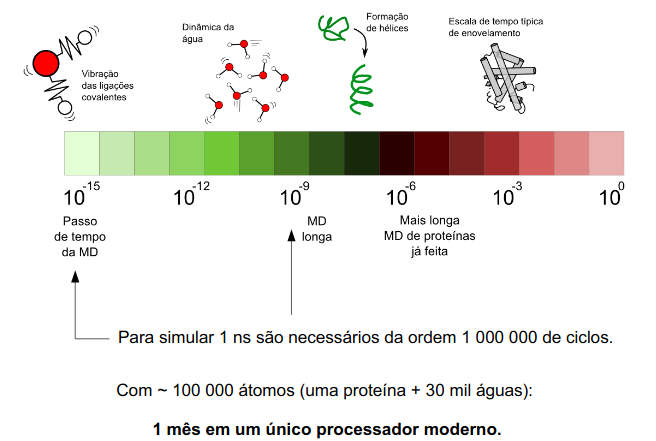 Vibração
das ligações
covalentes
Dinâmica da
água
Formação
de hélices
Escala de tempo típica
de enovelamento
10^-15
10^-12
10^-9
10^-6
10^-3
10^0
Passo
de tempo
da MD
MD
longa
Mais longa
MD de proteínas
já feita
Para simular 1 ns são necessários da ordem 1 000 000 de ciclos.
Com ~ 100 000 átomos (uma proteína + 30 mil águas):
1 mês em um único processador moderno.